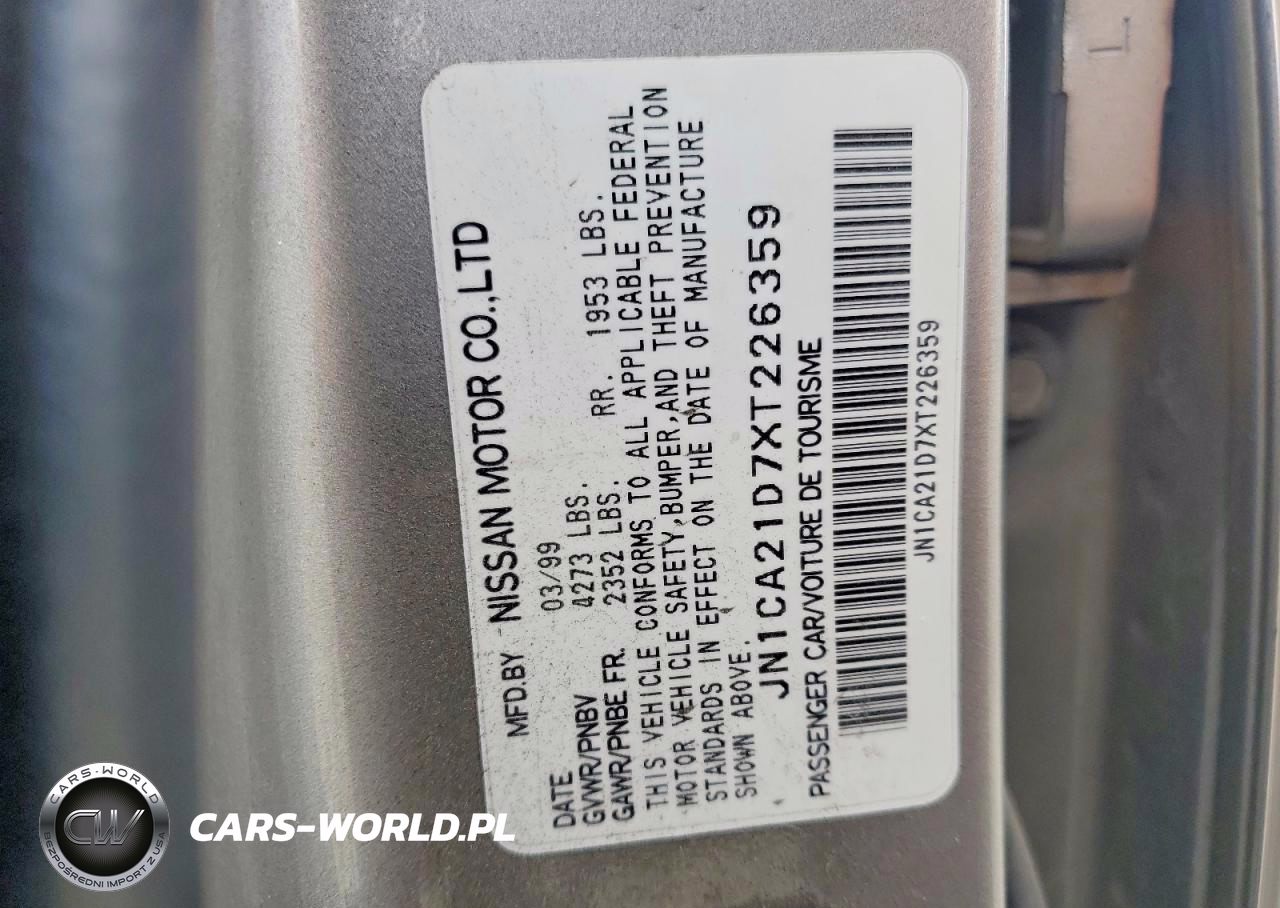 MFD.BY NISSAN MOTOR CO.,LTD
DATE 03/99
GVWR/PNBV 4273 LBS.
GAWR/PNBE FR. 2352 LBS. RR. 1953 LBS.
THIS VEHICLE CONFORMS TO ALL APPLICABLE FEDERAL
MOTOR VEHICLE SAFETY,BUMPER,AND THEFT PREVENTION
STANDARDS IN EFFECT ON THE DATE OF MANUFACTURE
SHOWN ABOVE.
JN1CA21D7XT226359
PASSENGER CAR/VOITURE DE TOURISME
JN1CA21D7XT226359
L
CARS-WORLD
CW
BEZPOŚREDNI IMPORT Z USA
CARS-WORLD.PL